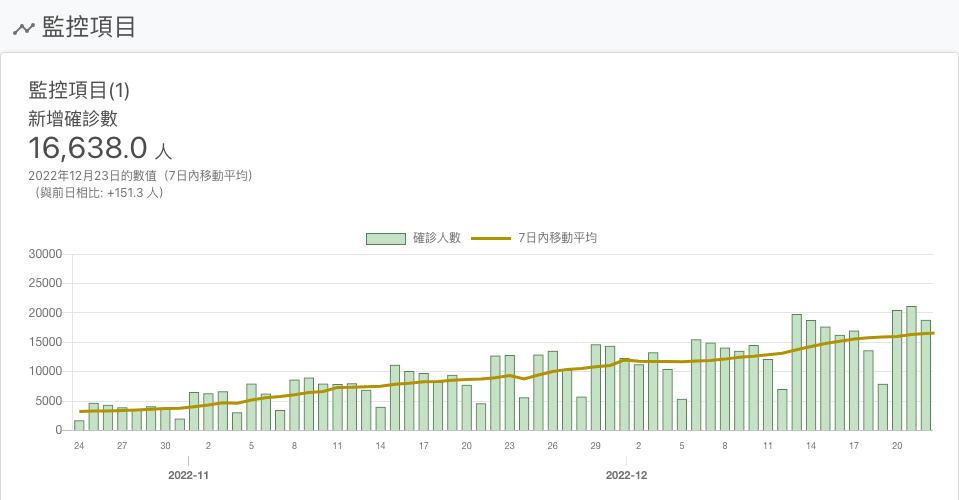 監控項目
監控項目(1)
新增確診數
16,638.0 人
2022年12月23日的數值（7日內移動平均）
（與前日相比: +151.3 人）
確診人數 7日內移動平均
30000
25000
20000
15000
10000
5000
0
24 27 30 2 5 8 11 14 17 20 23 26 29 2 5 8 11 14 17 20
2022-11 2022-12